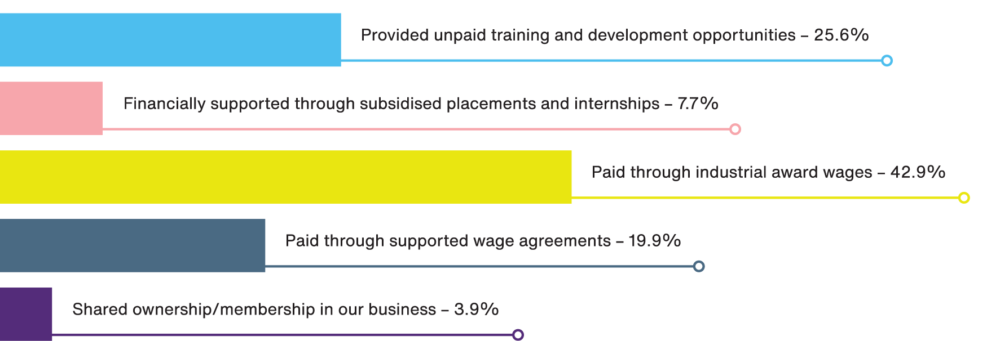 Provided unpaid training and development opportunities – 25.6%
Financially supported through subsidised placements and internships – 7.7%
Paid through industrial award wages – 42.9%
Paid through supported wage agreements – 19.9%
Shared ownership/membership in our business – 3.9%